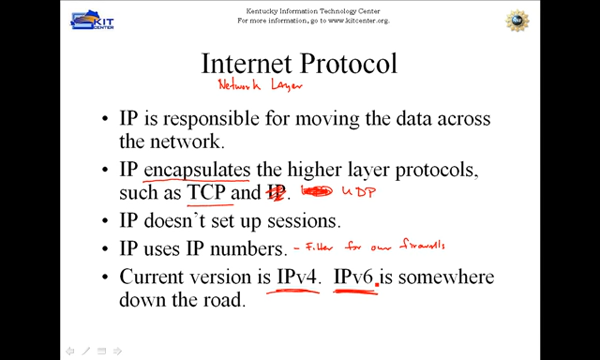 Kentucky Information Technology Center
For more information, go to www.kitcenter.org.
KIT
CENTER
Internet Protocol
Network Layer
• IP is responsible for moving the data across
the network.
• IP encapsulates the higher layer protocols,
such as TCP and IP. UDP
• IP doesn't set up sessions.
• IP uses IP numbers. - Filter for our firewalls
• Current version is IPv4. IPv6 is somewhere
down the road.